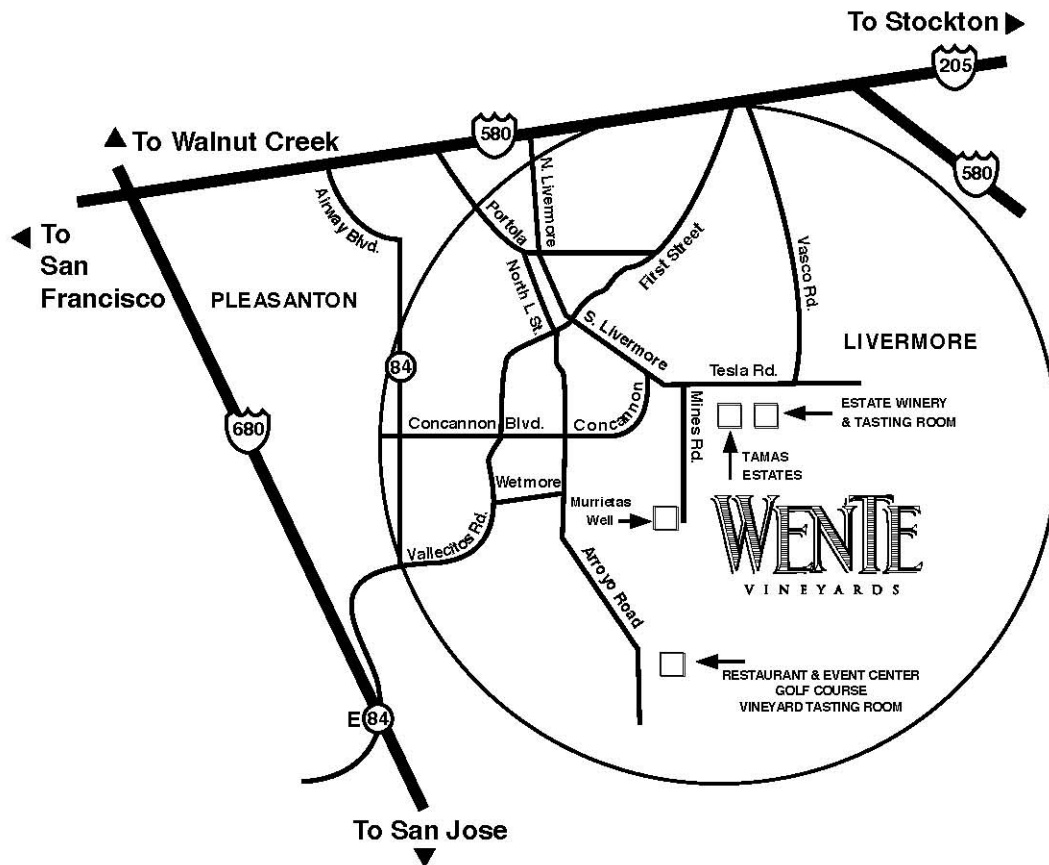 To Stockton
205
580
To Walnut Creek
580
N. Livermore
Airway Blvd.
Portola
To
San
Francisco
PLEASANTON
First Street
Vasco Rd.
North L St.
S. Livermore
LIVERMORE
84
Tesla Rd.
680
Concannon Blvd.
Concannon
Mines Rd.
ESTATE WINERY
& TASTING ROOM
TAMAS
ESTATES
Wetmore
Murrietas
Well
WENTE
VINEYARDS
Vallecitos Rd.
Arroyo Road
RESTAURANT & EVENT CENTER
GOLF COURSE
VINEYARD TASTING ROOM
E 84
To San Jose